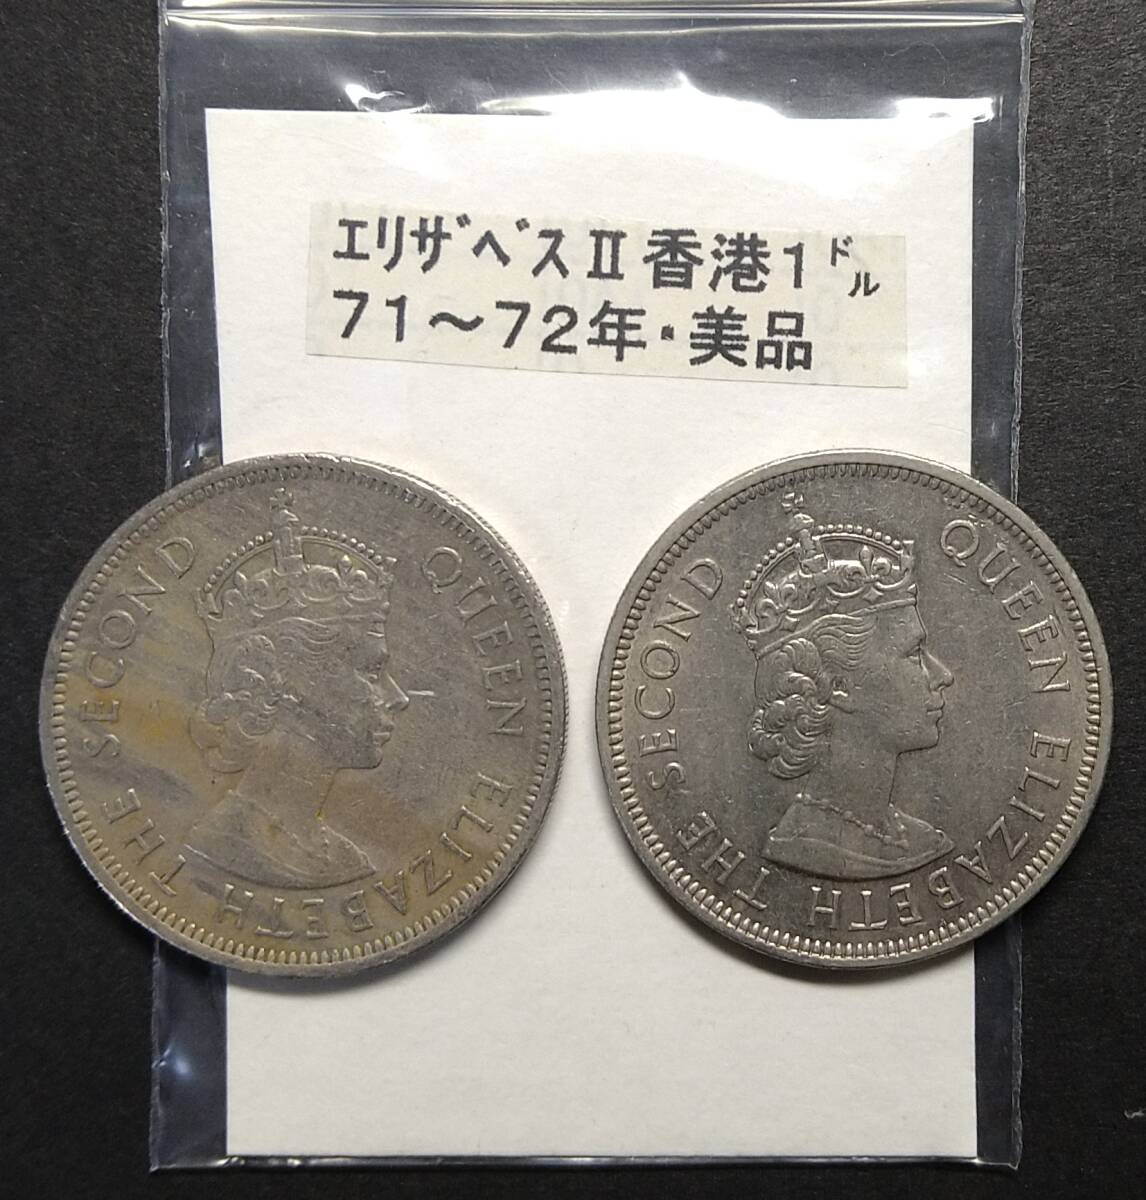 ｴﾘｻﾞﾍﾞｽⅡ香港1ﾄﾞﾙ
71～72年・美品
QUEEN ELIZABETH THE SECOND
QUEEN ELIZABETH THE SECOND